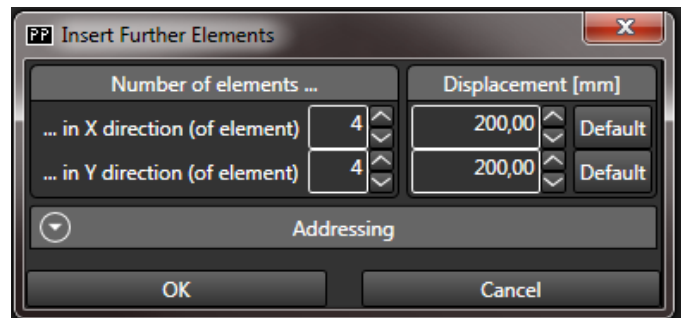 PP Insert Further Elements X
Number of elements ... Displacement [mm]
... in X direction (of element) 4 200,00 Default
... in Y direction (of element) 4 200,00 Default
Addressing
OK Cancel